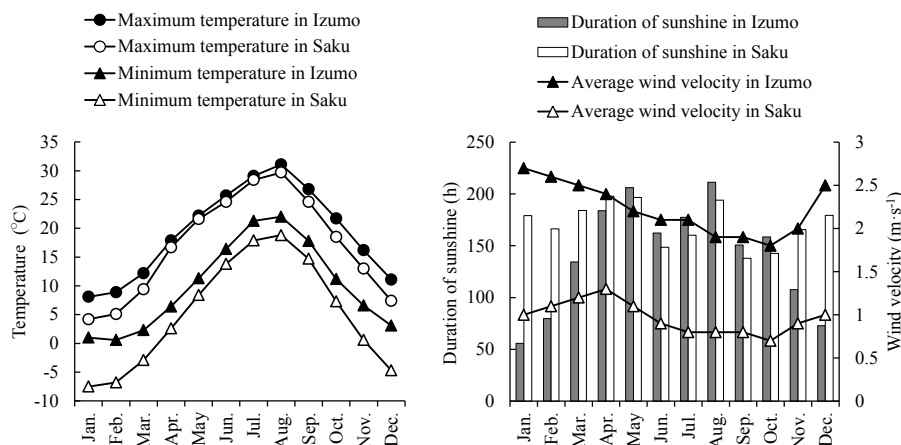 Maximum temperature in Izumo
Maximum temperature in Saku
Minimum temperature in Izumo
Minimum temperature in Saku
Temperature (°C)
35
30
25
20
15
10
5
0
-5
-10
Jan.
Feb.
Mar.
Apr.
May
Jun.
Jul.
Aug.
Sep.
Oct.
Nov.
Dec.
Duration of sunshine in Izumo
Duration of sunshine in Saku
Average wind velocity in Izumo
Average wind velocity in Saku
Duration of sunshine (h)
250
200
150
100
50
0
3
2.5
2
1.5
1
0.5
0
Wind velocity (m·s⁻¹)
Jan.
Feb.
Mar.
Apr.
May
Jun.
Jul.
Aug.
Sep.
Oct.
Nov.
Dec.